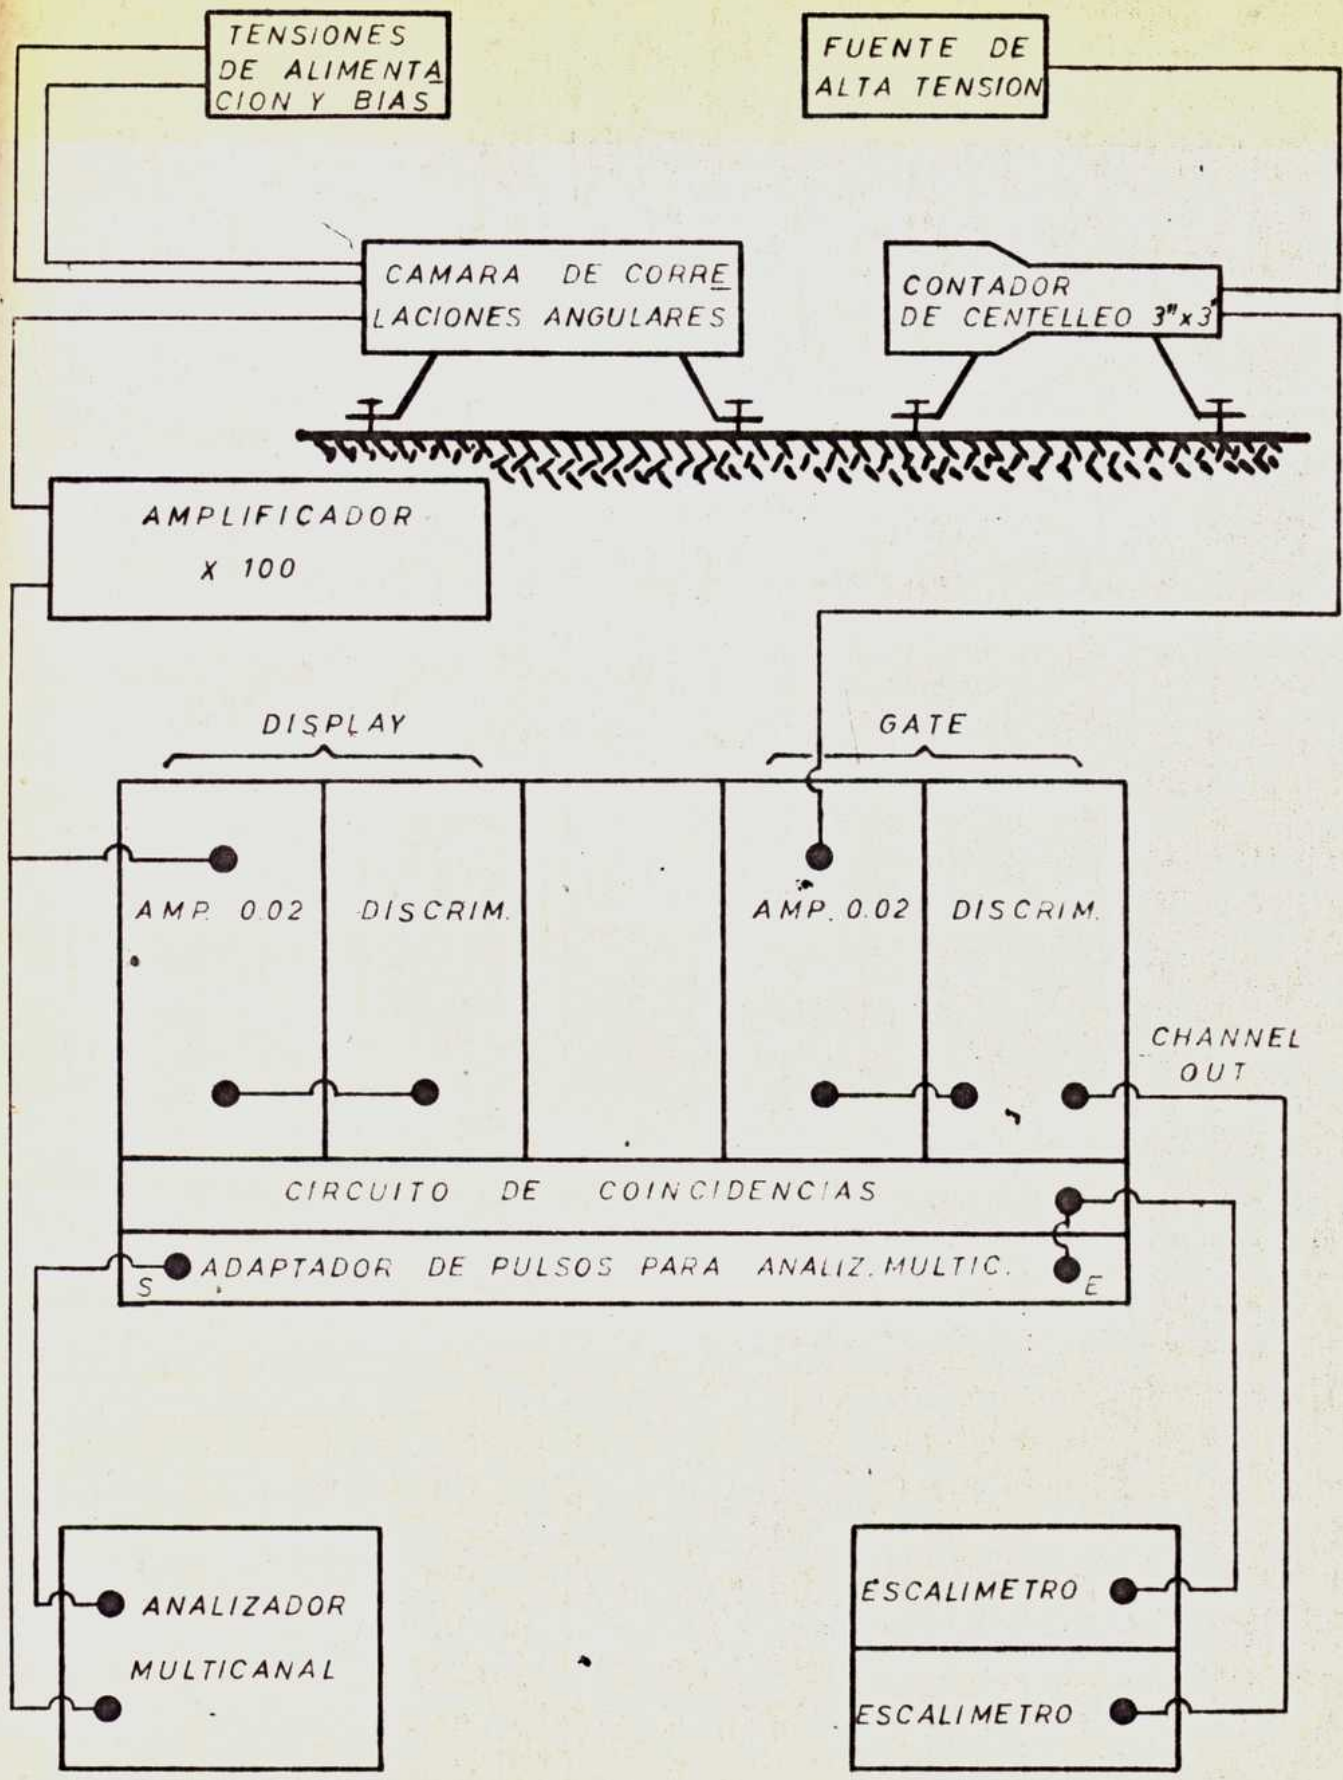 TENSIONES
DE ALIMENTA
CION Y BIAS
FUENTE DE
ALTA TENSION
CAMARA DE CORRE
LACIONES ANGULARES
CONTADOR
DE CENTELLEO 3"x3"
AMPLIFICADOR
X 100
DISPLAY
GATE
AMP. 0.02
DISCRIM.
AMP. 0.02
DISCRIM.
CHANNEL
OUT
CIRCUITO DE COINCIDENCIAS
ADAPTADOR DE PULSOS PARA ANALIZ. MULTIC.
S
E
ANALIZADOR
MULTICANAL
ESCALIMETRO
ESCALIMETRO